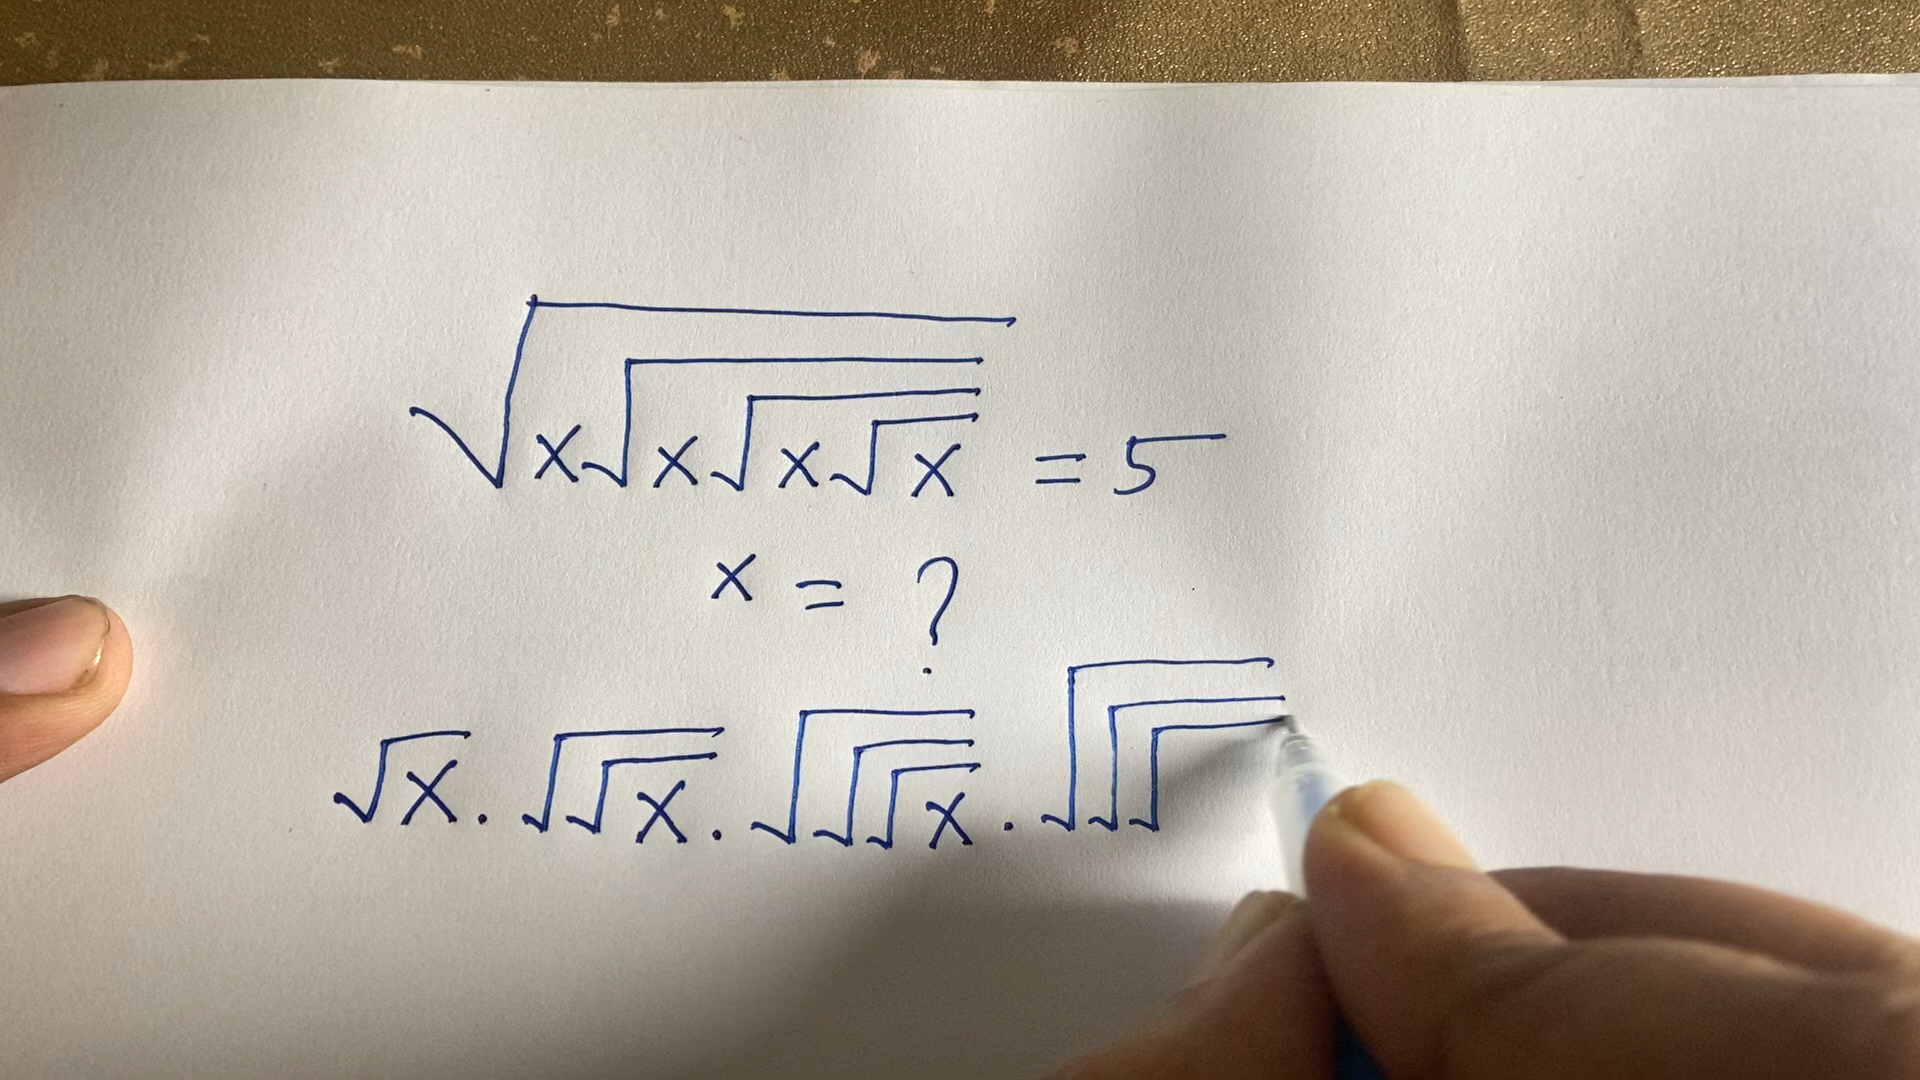 √x√x√x√x = 5
x = ?
√x . √√x . √√√x . √√√